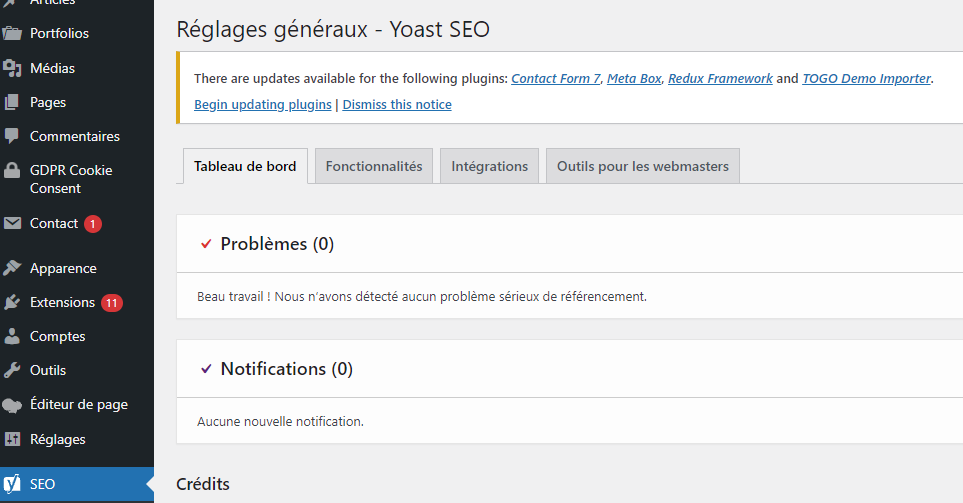 Articles
Portfolios
Médias
Pages
Commentaires
GDPR Cookie
Consent
Contact 1
Apparence
Extensions 11
Comptes
Outils
Éditeur de page
Réglages
SEO
Réglages généraux - Yoast SEO
There are updates available for the following plugins: Contact Form 7, Meta Box, Redux Framework and TOGO Demo Importer.
Begin updating plugins | Dismiss this notice
Tableau de bord Fonctionnalités Intégrations Outils pour les webmasters
Problèmes (0)
Beau travail ! Nous n’avons détecté aucun problème sérieux de référencement.
Notifications (0)
Aucune nouvelle notification.
Crédits